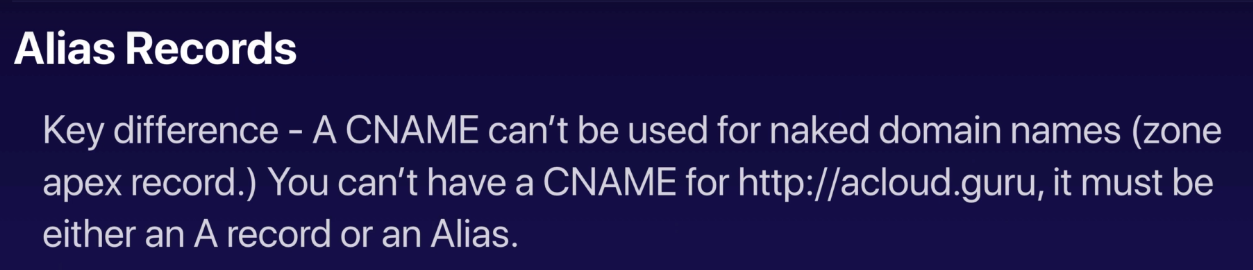 Alias Records
Key difference - A CNAME can’t be used for naked domain names (zone
apex record.) You can’t have a CNAME for http://acloud.guru, it must be
either an A record or an Alias.